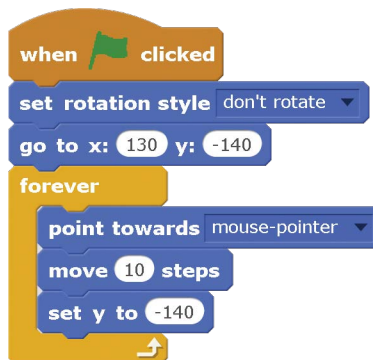 when clicked
set rotation style don't rotate
go to x: 130 y: -140
forever
point towards mouse-pointer
move 10 steps
set y to -140